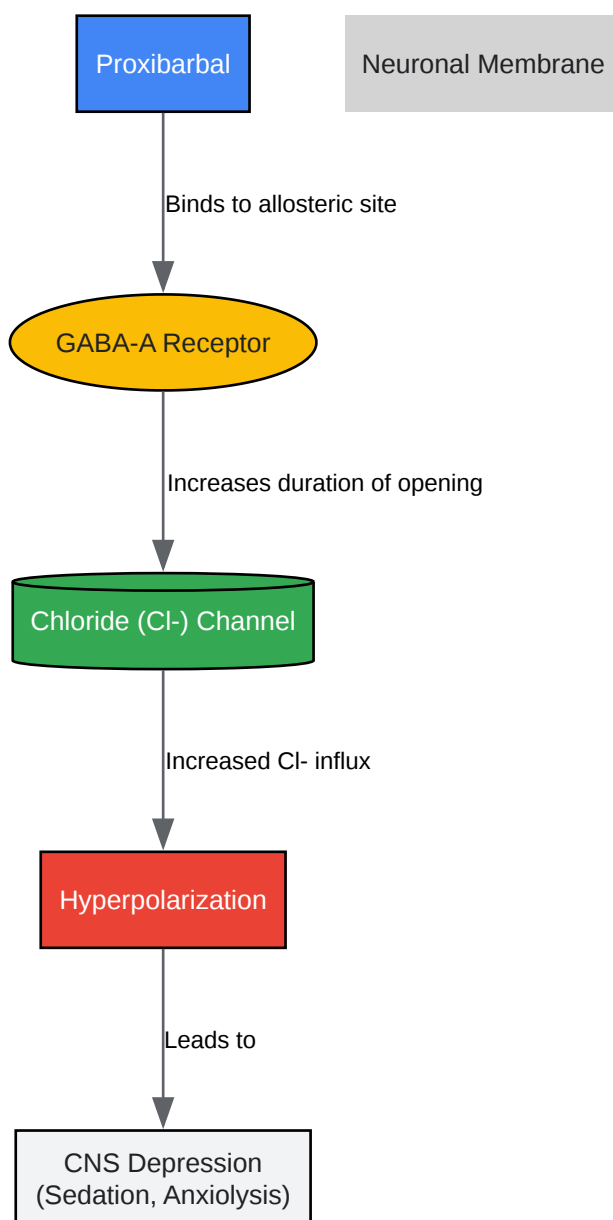 Proxibarbal
Neuronal Membrane
Binds to allosteric site
GABA-A Receptor
Increases duration of opening
Chloride (Cl-) Channel
Increased Cl- influx
Hyperpolarization
Leads to
CNS Depression
(Sedation, Anxiolysis)